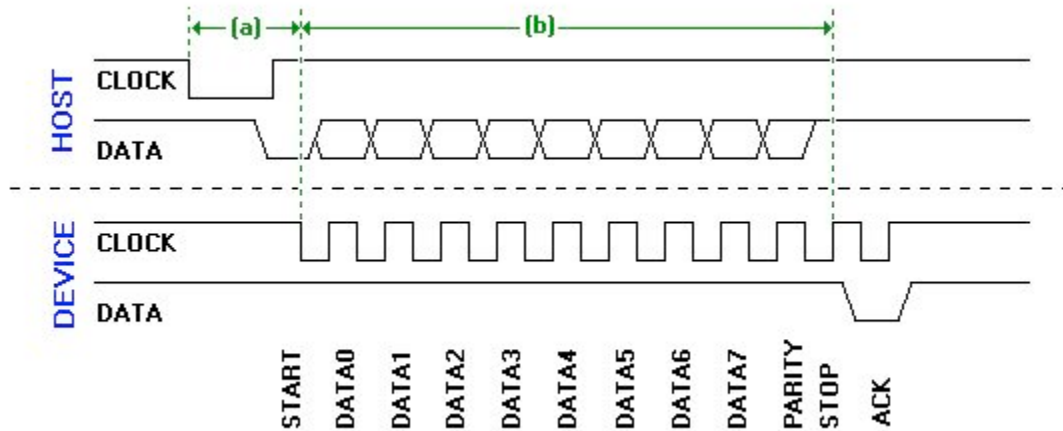 (a)
(b)
HOST
CLOCK
DATA
DEVICE
CLOCK
DATA
START
DATA0
DATA1
DATA2
DATA3
DATA4
DATA5
DATA6
DATA7
PARITY
STOP
ACK